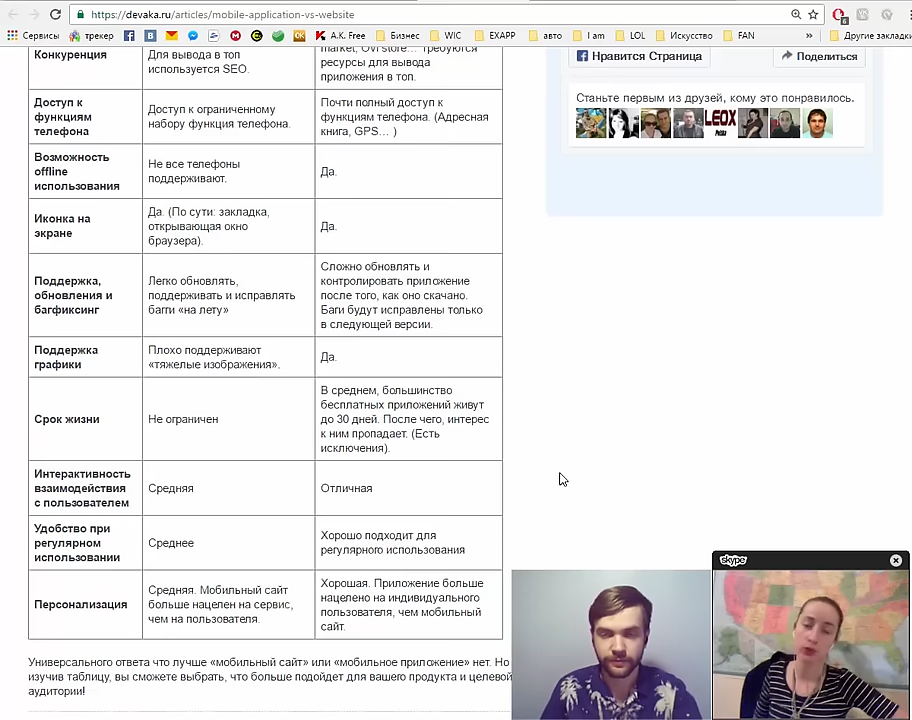 https://devaka.ru/articles/mobile-application-vs-website
Сервисы трекер Бизнес WIC A.K. Free EXAPP авто LOL I am Искусство FAN » Другие закладки
Конкуренция
Для вывода в топ
используется SEO.
market, Ovi store… Требуются
ресурсы для вывода
приложения в топ.
Доступ к
функциям
телефона
Доступ к ограниченному
набору функция телефона.
Почти полный доступ к
функциям телефона. (Адресная
книга, GPS… )
Возможность
offline
использования
Не все телефоны
поддерживают.
Да.
Иконка на
экране
Да. (По сути: закладка,
открывающая окно
браузера).
Да.
Поддержка,
обновления и
багфиксинг
Легко обновлять,
поддерживать и исправлять
багги «на лету»
Сложно обновлять и
контролировать приложение
после того, как оно скачано.
Баги будут исправлены только
в следующей версии.
Поддержка
графики
Плохо поддерживают
«тяжелые изображения».
Да.
Срок жизни
Не ограничен
В среднем, большинство
бесплатных приложений живут
до 30 дней. После чего, интерес
к ним пропадает. (Есть
исключения).
Интерактивность
взаимодействия
с пользователем
Средняя
Отличная
Удобство при
регулярном
использовании
Среднее
Хорошо подходит для
регулярного использования
Персонализация
Средняя. Мобильный сайт
больше нацелен на сервис,
чем на пользователя.
Хорошая. Приложение больше
нацелено на индивидуального
пользователя, чем мобильный
сайт.
Универсального ответа что лучше «мобильный сайт» или «мобильное приложение» нет. Но
изучив таблицу, вы сможете выбрать, что больше подойдет для вашего продукта и целевой
аудитории!
Нравится Страница
Поделиться
Станьте первым из друзей, кому это понравилось.
LEOX
skype